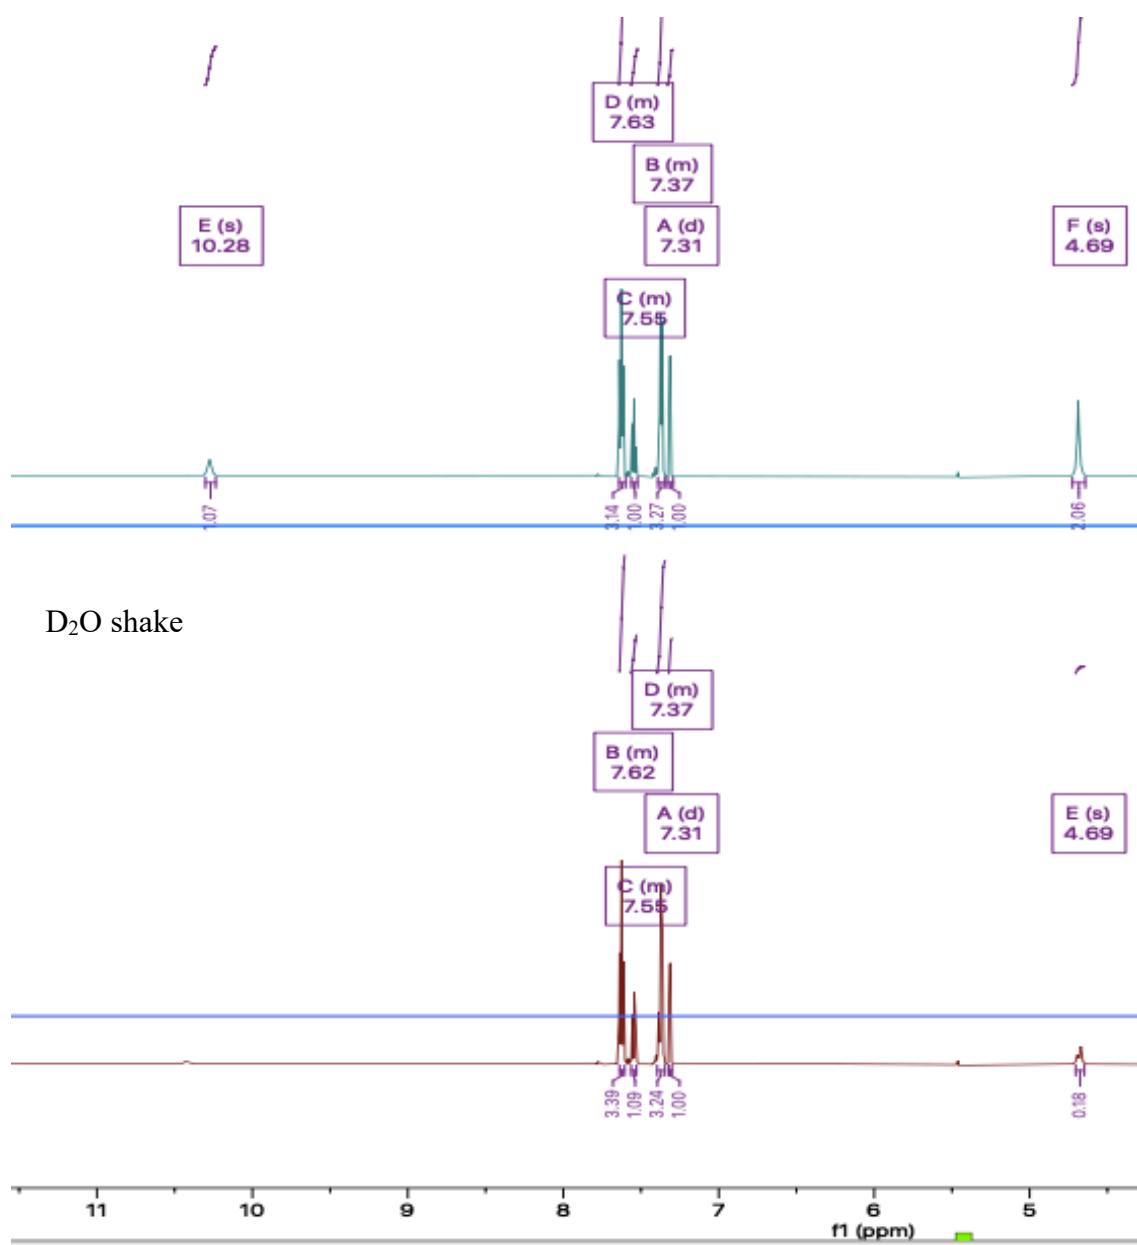 D (m)
7.63
B (m)
7.37
E (s)
10.28
A (d)
7.31
F (s)
4.69
C (m)
7.55
1.07
3.14
1.00
3.27
1.00
2.06
D₂O shake
D (m)
7.37
B (m)
7.62
A (d)
7.31
E (s)
4.69
C (m)
7.55
3.39
1.09
3.24
1.00
0.18
11
10
9
8
7
6
5
f1 (ppm)